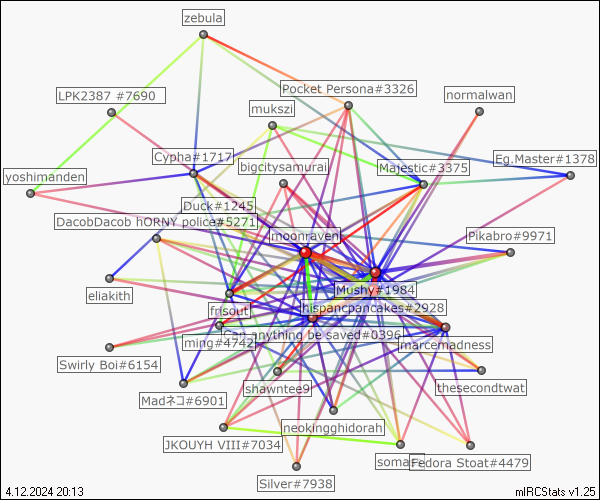 zebula
Pocket Persona#3326
LPK2387 #7690
normalwan
mukszi
Cypha#1717
Eg.Master#1378
bigcitysamurai
Majestic#3375
yoshimanden
Duck#1245
DacobDacob hORNY police#5271
moonraven
Pikabro#9971
eliakith
Mushy#1984
frisout
hispancpancakes#2928
Can anything be saved#0396
ming#4742
marcemadness
Swirly Boi#6154
shawntee9
thesecondtwat
Madネコ#6901
neokingghidorah
JKOUYH VIII#7034
soma
Fedora Stoat#4479
Silver#7938
4.12.2024 20:13
mIRCStats v1.25